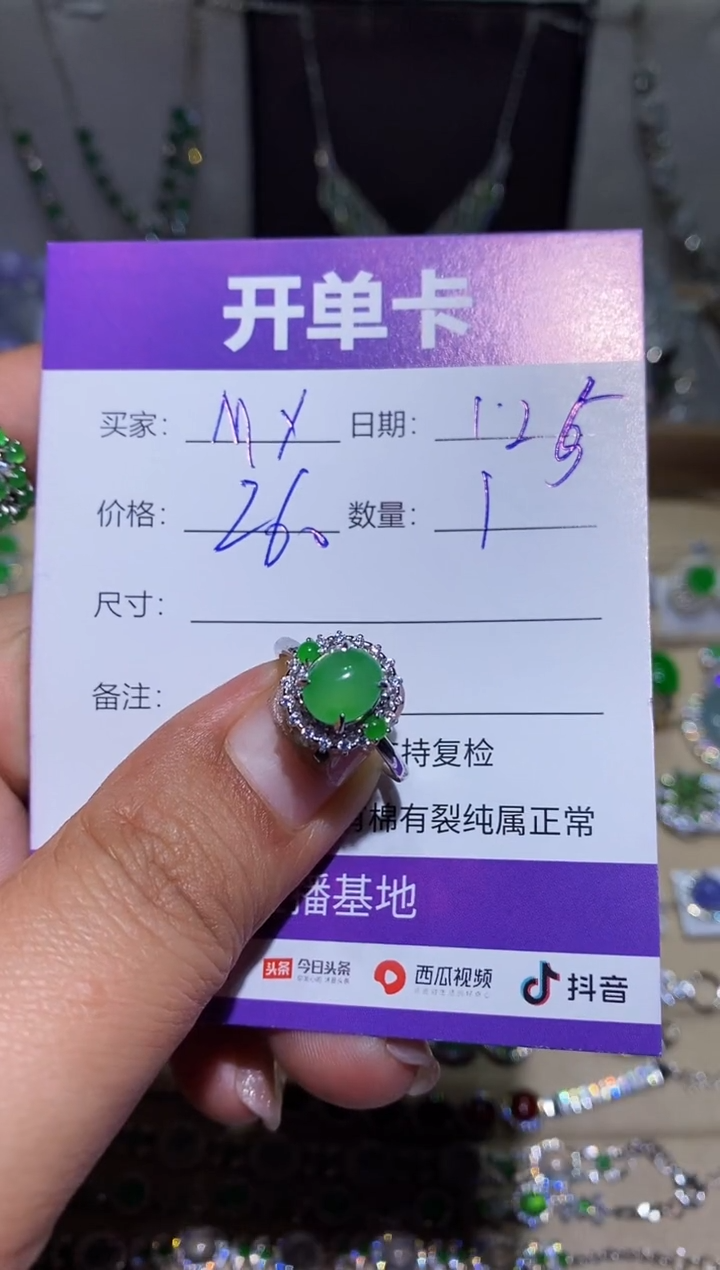 开单卡
买家: MY 日期: 1.25
价格: 26. 数量: 1
尺寸:
备注:
持复检
有棉有裂纯属正常
播基地
头条 今日头条 西瓜视频 抖音